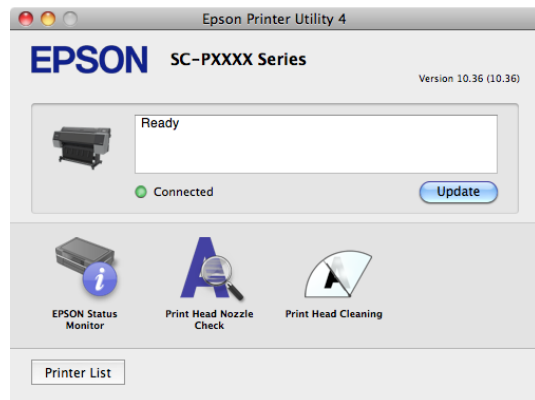 Epson Printer Utility 4
EPSON SC-PXXXX Series
Version 10.36 (10.36)
Ready
Connected
Update
EPSON Status
Monitor
Print Head Nozzle
Check
Print Head Cleaning
Printer List